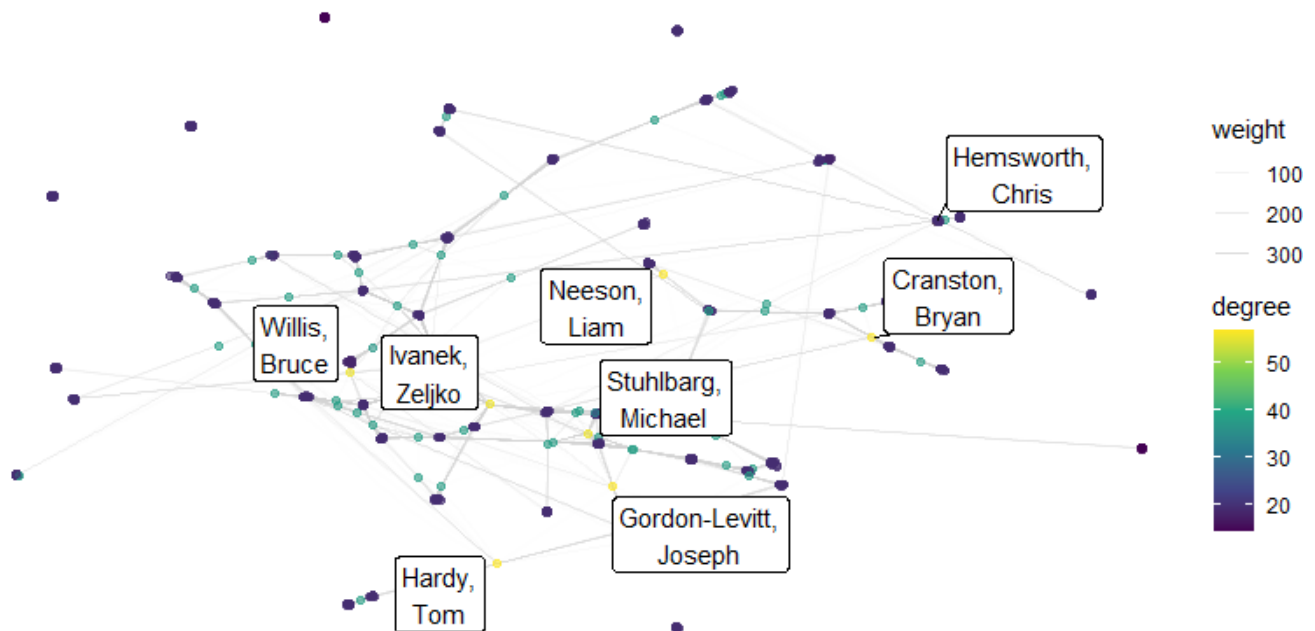 Hemsworth,
Chris
Neeson,
Liam
Cranston,
Bryan
Willis,
Bruce
Ivanek,
Zeljko
Stuhlbarg,
Michael
Gordon-Levitt,
Joseph
Hardy,
Tom
weight
100
200
300
degree
50
40
30
20